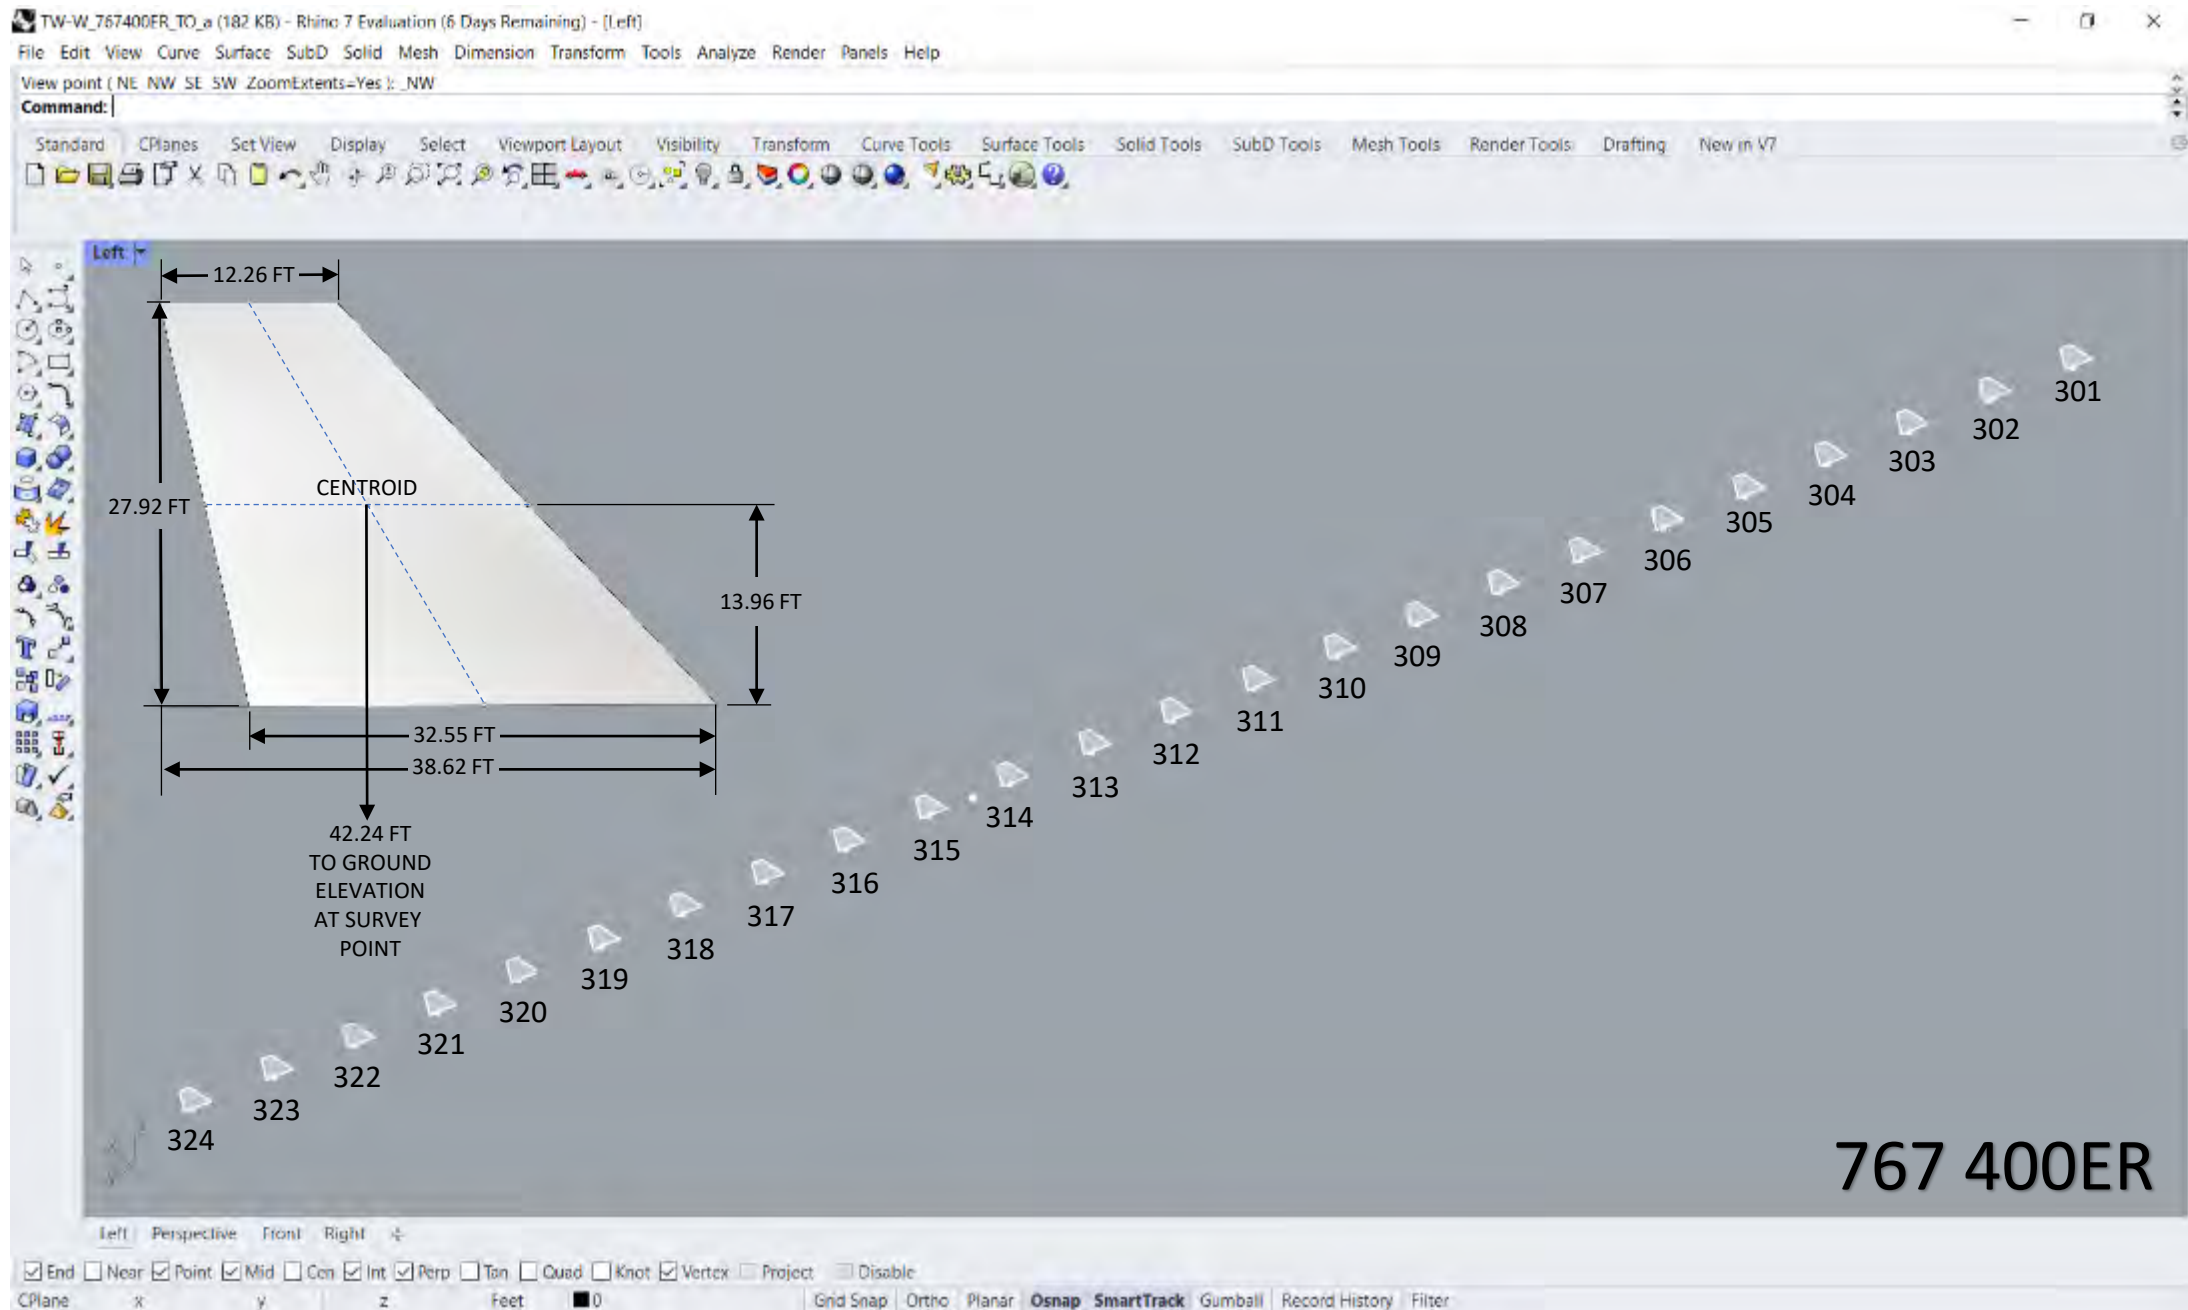 TW-W_767400ER_TO_a (182 KB) - Rhino 7 Evaluation (6 Days Remaining) - [Left]
File Edit View Curve Surface SubD Solid Mesh Dimension Transform Tools Analyze Render Panels Help
View point ( NE NW SE SW ZoomExtents=Yes ): _NW
Command:
Standard CPlanes Set View Display Select Viewport Layout Visibility Transform Curve Tools Surface Tools Solid Tools SubD Tools Mesh Tools Render Tools Drafting New in V7
Left
12.26 FT
CENTROID
27.92 FT
13.96 FT
32.55 FT
38.62 FT
42.24 FT
TO GROUND
ELEVATION
AT SURVEY
POINT
301
302
303
304
305
306
307
308
309
310
311
312
313
314
315
316
317
318
319
320
321
322
323
324
767 400ER
Left Perspective Front Right
End Near Point Mid Cen Int Perp Tan Quad Knot Vertex Project Disable
CPlane x y z Feet 0 Grid Snap Ortho Planar Osnap SmartTrack Gumball Record History Filter